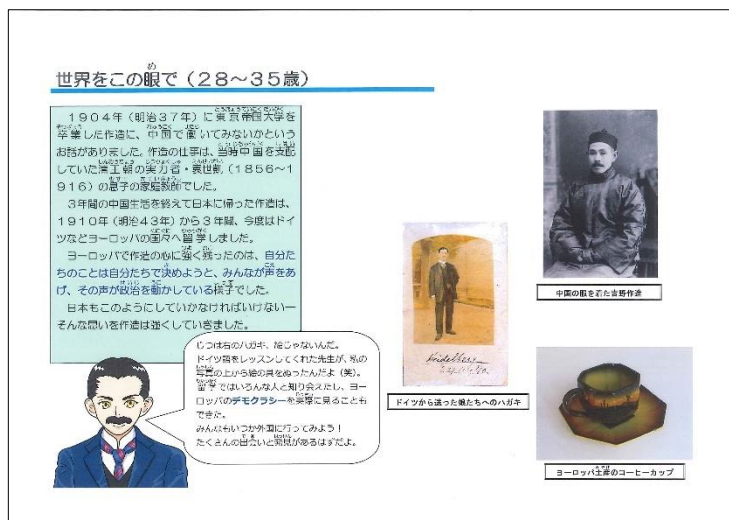 世界をこの眼で(28~35歳)
1904年(明治37年)に東京帝国大学を
卒業した作造に、中国で働いてみないかという
お話がありました。作造の仕事は、当時中国を支配
していた清王朝の実力者・袁世凱(1856~1
916)の息子の家庭教師でした。
3年間の中国生活を終えて日本に帰った作造は、
1910年(明治43年)から3年間、今度はドイ
ツなどヨーロッパの国々へ留学しました。
ヨーロッパで作造の心に強く残ったのは、自分た
ちのことは自分たちで決めようと、みんなが声をあ
げ、その声が政治を動かしている様子でした。
日本もこのようにしていかなければいけない―
そんな思いを作造は強くしていきました。
じつは右のハガキ、絵じゃないんだ。
ドイツ語をレッスンしてくれた先生が、私の
写真の上から絵の具をぬったんだよ(笑)。
留学ではいろんな人と知り会えたし、ヨー
ロッパのデモクラシーを実際に見ることも
できた。
みんなもいつか外国に行ってみよう!
たくさんの出会いと発見があるはずだよ。
Heidelberg
ドイツから送った娘たちへのハガキ
中国の服を着た吉野作造
ヨーロッパ土産のコーヒーカップ